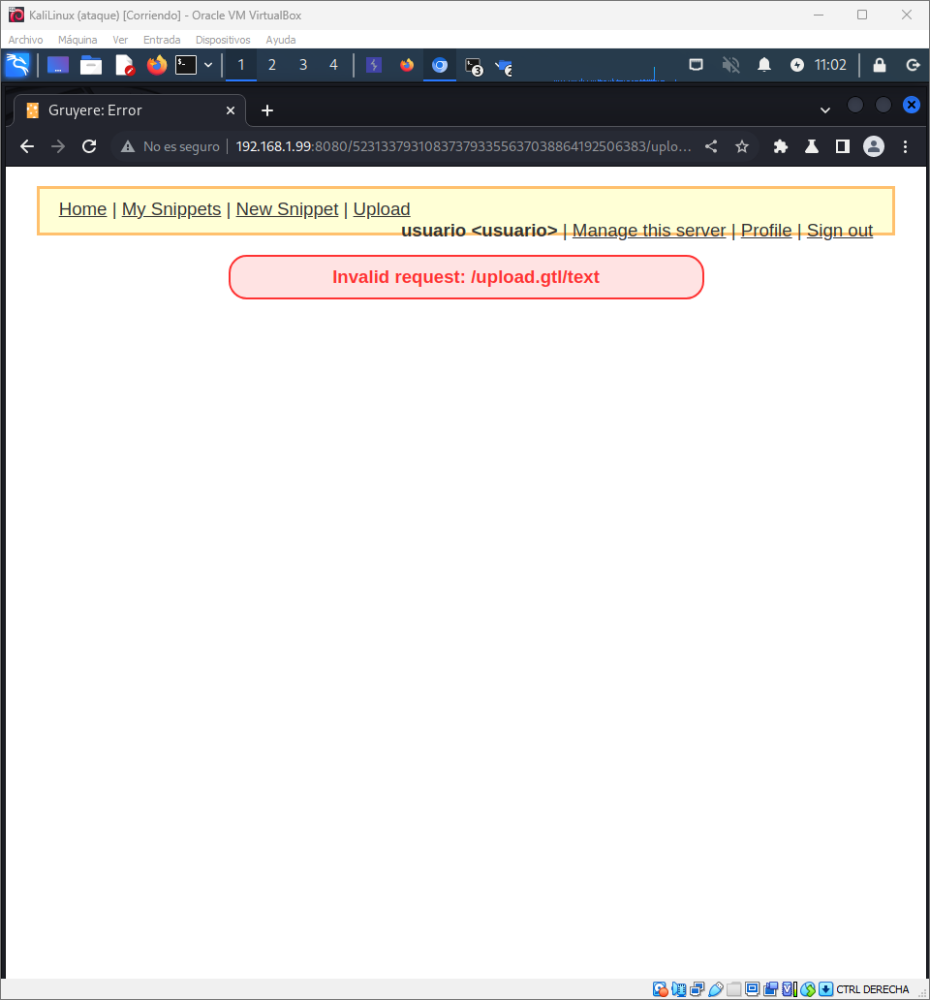 KaliLinux (ataque) [Corriendo] - Oracle VM VirtualBox
Archivo Máquina Ver Entrada Dispositivos Ayuda
1 2 3 4 3 2 11:02
Gruyere: Error
No es seguro 192.168.1.99:8080/523133793108373793355637038864192506383/uplo...
Home | My Snippets | New Snippet | Upload
usuario <usuario> | Manage this server | Profile | Sign out
Invalid request: /upload.gtl/text
CTRL DERECHA